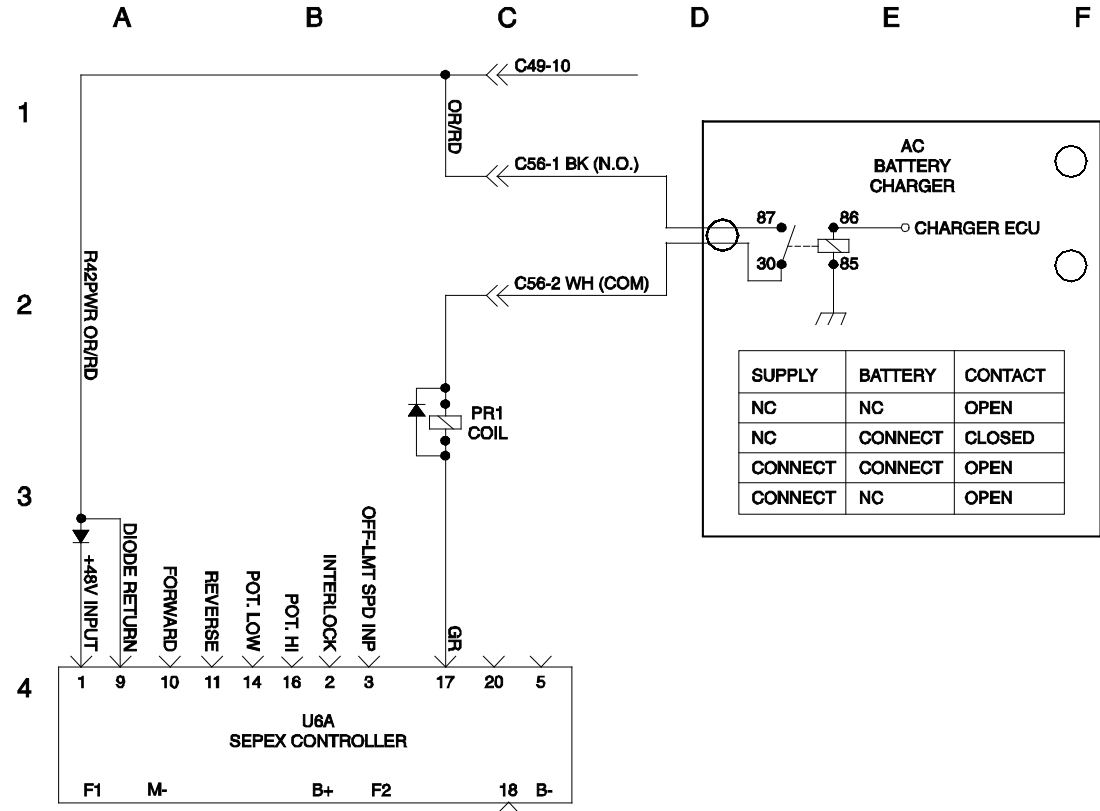 A B C D E F
C49-10
1
OR/RD
AC
BATTERY
CHARGER
C56-1 BK (N.O.)
87 86
CHARGER ECU
30 85
R42PWR OR/RD
2
C56-2 WH (COM)
SUPPLY BATTERY CONTACT
NC NC OPEN
NC CONNECT CLOSED
CONNECT CONNECT OPEN
CONNECT NC OPEN
PR1
COIL
3
+48V INPUT
DIODE RETURN
FORWARD
REVERSE
POT. LOW
POT. HI
INTERLOCK
OFF-LMT SPD INP
GR
4
1 9 10 11 14 16 2 3 17 20 5
U6A
SEPEX CONTROLLER
F1 M- B+ F2 18 B-